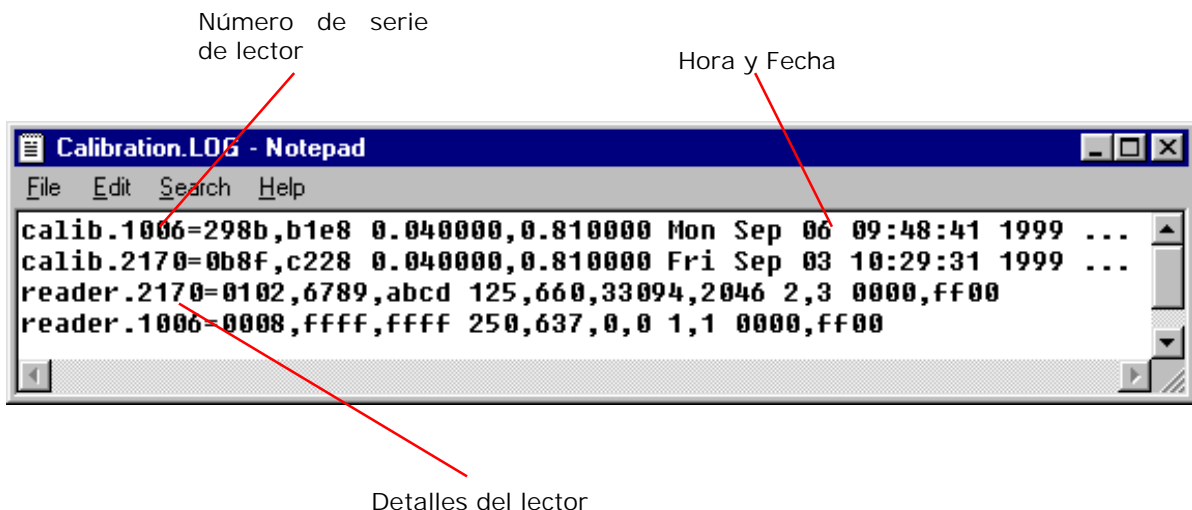 Número de serie
de lector
Hora y Fecha
Calibration.LOG - Notepad
File Edit Search Help
calib.1006=298b,b1e8 0.040000,0.810000 Mon Sep 06 09:48:41 1999 ...
calib.2170=0b8f,c228 0.040000,0.810000 Fri Sep 03 10:29:31 1999 ...
reader.2170=0102,6789,abcd 125,660,33094,2046 2,3 0000,ff00
reader.1006=0008,ffff,ffff 250,637,0,0 1,1 0000,ff00
Detalles del lector